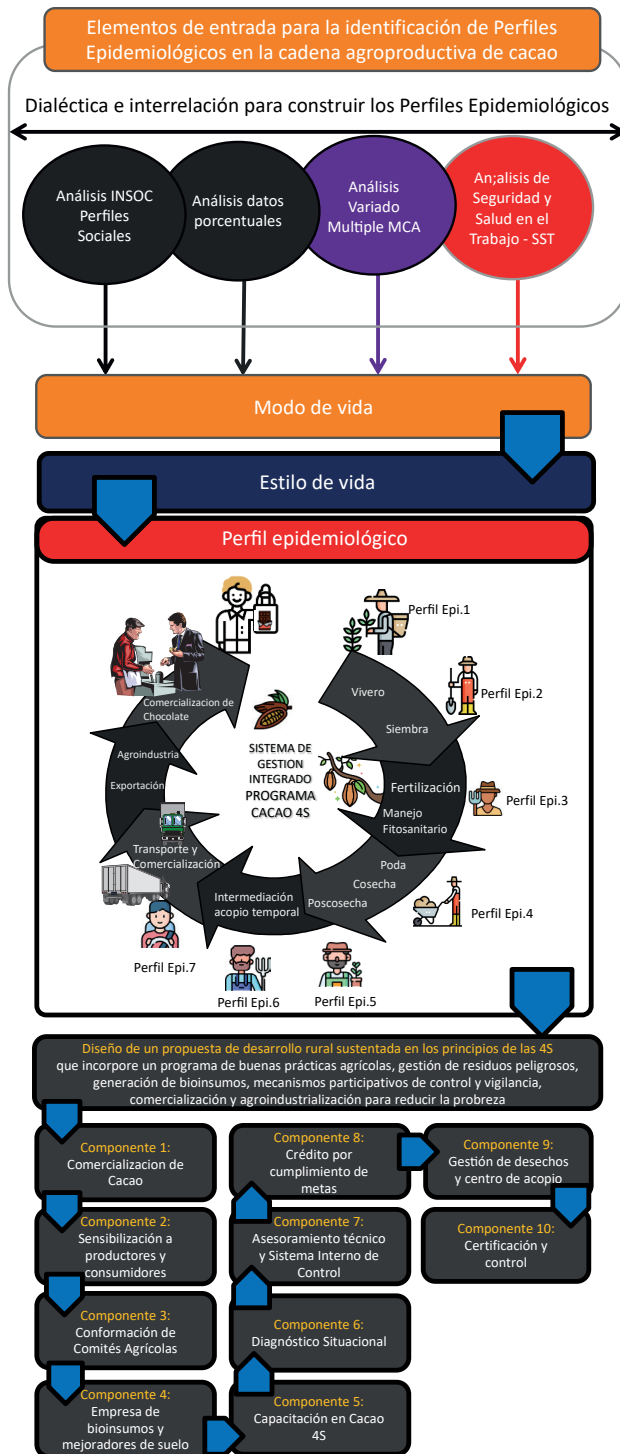 Elementos de entrada para la identificación de Perfiles
Epidemiológicos en la cadena agroproductiva de cacao
Dialéctica e interrelación para construir los Perfiles Epidemiológicos
Análisis INSOC
Perfiles
Sociales
Análisis datos
porcentuales
Análisis
Variado
Multiple MCA
An;alisis de
Seguridad y
Salud en el
Trabajo - SST
Modo de vida
Estilo de vida
Perfil epidemiológico
Perfil Epi.1
Vivero
Perfil Epi.2
Siembra
Fertilización
Perfil Epi.3
Manejo
Fitosanitario
Poda
Cosecha
Poscosecha
Perfil Epi.4
Perfil Epi.5
Intermediación
acopio temporal
Perfil Epi.6
Transporte y
Comercialización
Perfil Epi.7
Exportación
Agroindustria
Comercializacion de
Chocolate
SISTEMA DE
GESTION
INTEGRADO
PROGRAMA
CACAO 4S
Diseño de un propuesta de desarrollo rural sustentada en los principios de las 4S
que incorpore un programa de buenas prácticas agrícolas, gestión de residuos peligrosos,
generación de bioinsumos, mecanismos participativos de control y vigilancia,
comercialización y agroindustrialización para reducir la probreza
Componente 1:
Comercializacion de
Cacao
Componente 2:
Sensibilización a
productores y
consumidores
Componente 3:
Conformación de
Comités Agrícolas
Componente 4:
Empresa de
bioinsumos y
mejoradores de suelo
Componente 5:
Capacitación en Cacao
4S
Componente 6:
Diagnóstico Situacional
Componente 7:
Asesoramiento técnico
y Sistema Interno de
Control
Componente 8:
Crédito por
cumplimiento de
metas
Componente 9:
Gestión de desechos
y centro de acopio
Componente 10:
Certificación y
control